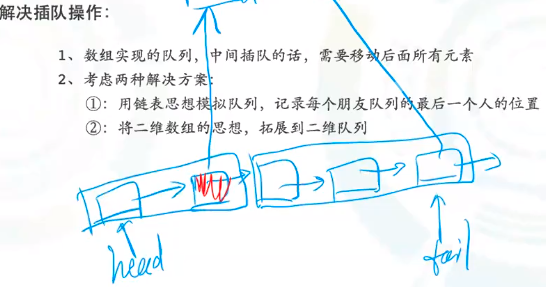 解决插队操作:
1、数组实现的队列，中间插队的话，需要移动后面所有元素
2、考虑两种解决方案:
①：用链表思想模拟队列，记录每个朋友队列的最后一个人的位置
②：将二维数组的思想，拓展到二维队列
head
tail